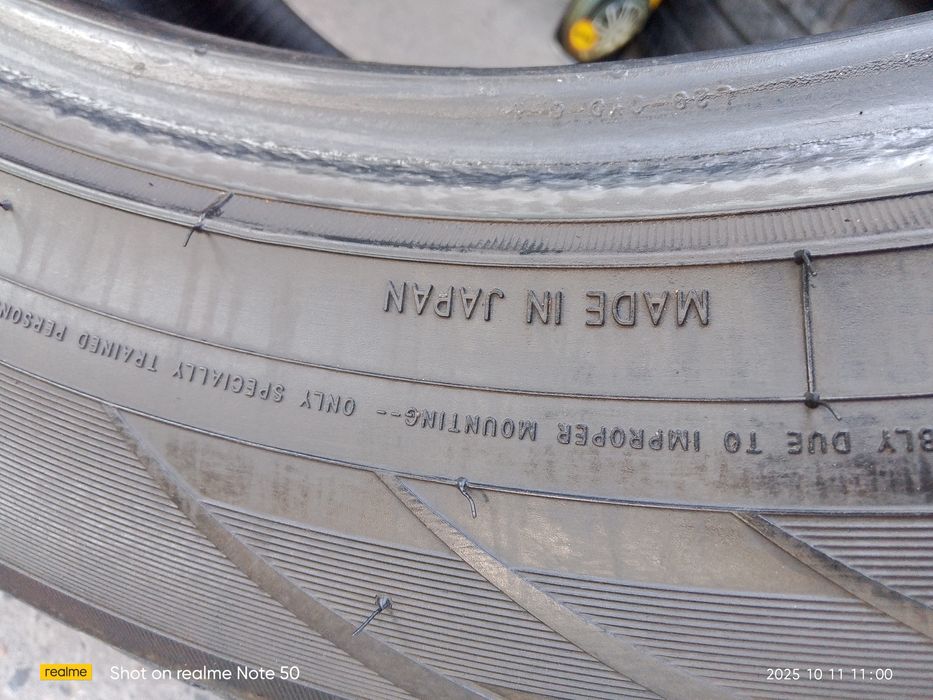 MADE IN JAPAN
BLY DUE TO IMPROPER MOUNTING-- ONLY SPECIALLY TRAINED PERSON
realme Shot on realme Note 50
2025 10 11 11:00